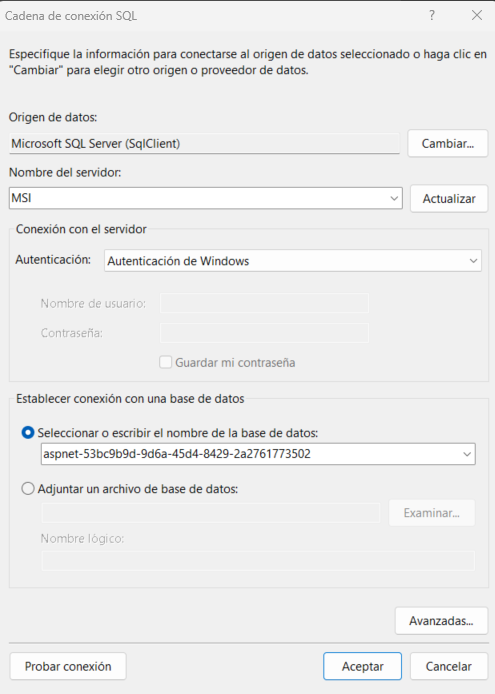 Cadena de conexión SQL
Especifique la información para conectarse al origen de datos seleccionado o haga clic en
"Cambiar" para elegir otro origen o proveedor de datos.
Origen de datos:
Microsoft SQL Server (SqlClient)
Cambiar...
Nombre del servidor:
MSI
Actualizar
Conexión con el servidor
Autenticación:
Autenticación de Windows
Nombre de usuario:
Contraseña:
Guardar mi contraseña
Establecer conexión con una base de datos
Seleccionar o escribir el nombre de la base de datos:
aspnet-53bc9b9d-9d6a-45d4-8429-2a2761773502
Adjuntar un archivo de base de datos:
Examinar...
Nombre lógico:
Avanzadas...
Probar conexión
Aceptar
Cancelar